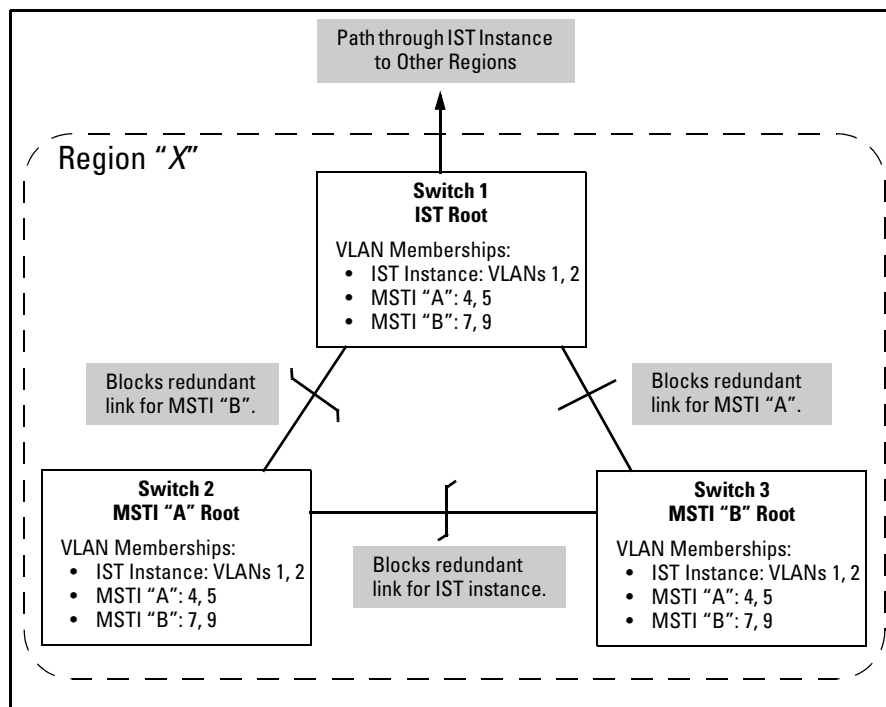 Path through IST Instance
to Other Regions
Region “X”
Switch 1
IST Root
VLAN Memberships:
• IST Instance: VLANs 1, 2
• MSTI “A”: 4, 5
• MSTI “B”: 7, 9
Blocks redundant
link for MSTI “B”.
Blocks redundant
link for MSTI “A”.
Switch 2
MSTI “A” Root
VLAN Memberships:
• IST Instance: VLANs 1, 2
• MSTI “A”: 4, 5
• MSTI “B”: 7, 9
Blocks redundant
link for IST instance.
Switch 3
MSTI “B” Root
VLAN Memberships:
• IST Instance: VLANs 1, 2
• MSTI “A”: 4, 5
• MSTI “B”: 7, 9